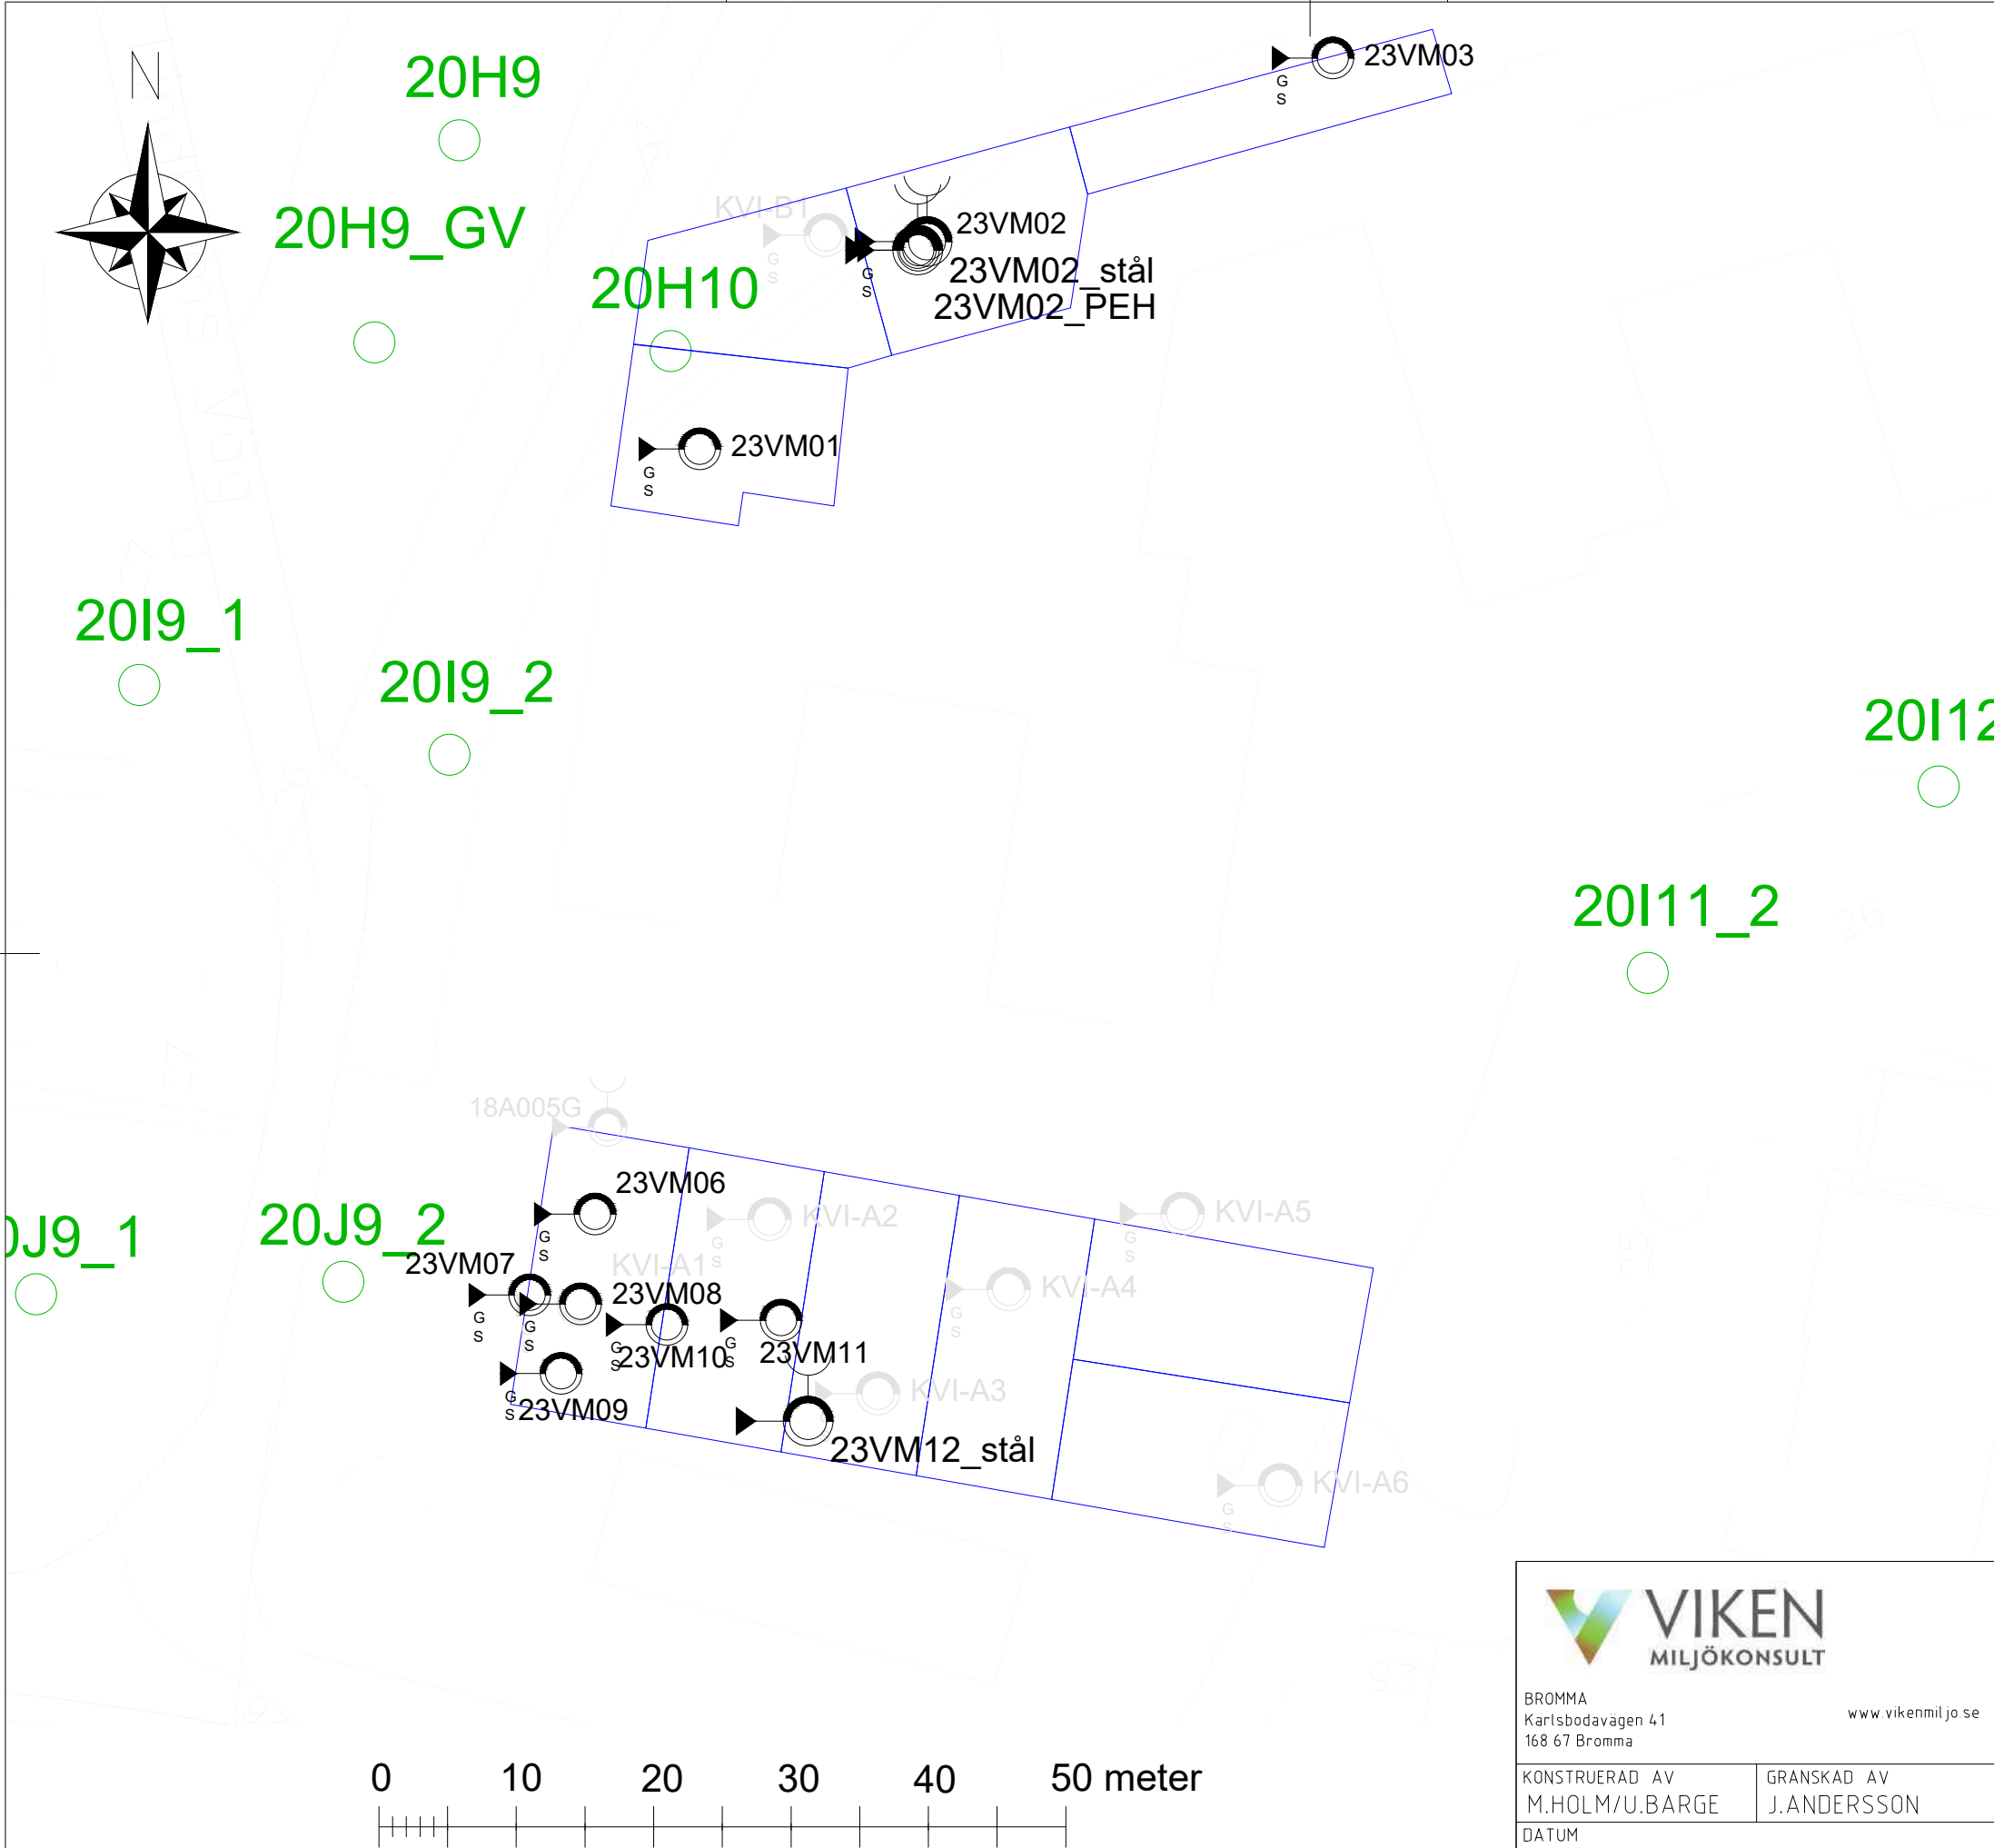 N
20H9
23VM03
G
S
20H9_GV
KVI-B1
G
S
23VM02
G
S
23VM02_stål
23VM02_PEH
20H10
23VM01
G
S
20I9_1
20I9_2
20I12
20I11_2
26
18A005G
23VM06
G
S
KVI-A2
G
S
KVI-A5
G
S
0J9_1
20J9_2
23VM07
G
S
KVI-A1
23VM08
G
S
KVI-A4
G
S
23VM10
G
S
23VM11
G
S
23VM09
G
S
KVI-A3
23VM12_stål
KVI-A6
G
S
25
0 10 20 30 40 50 meter
VIKEN
MILJÖKONSULT
BROMMA
Karlsbodavägen 41
168 67 Bromma
www.vikenmiljo.se
KONSTRUERAD AV
M.HOLM/U.BARGE
GRANSKAD AV
J.ANDERSSON
DATUM